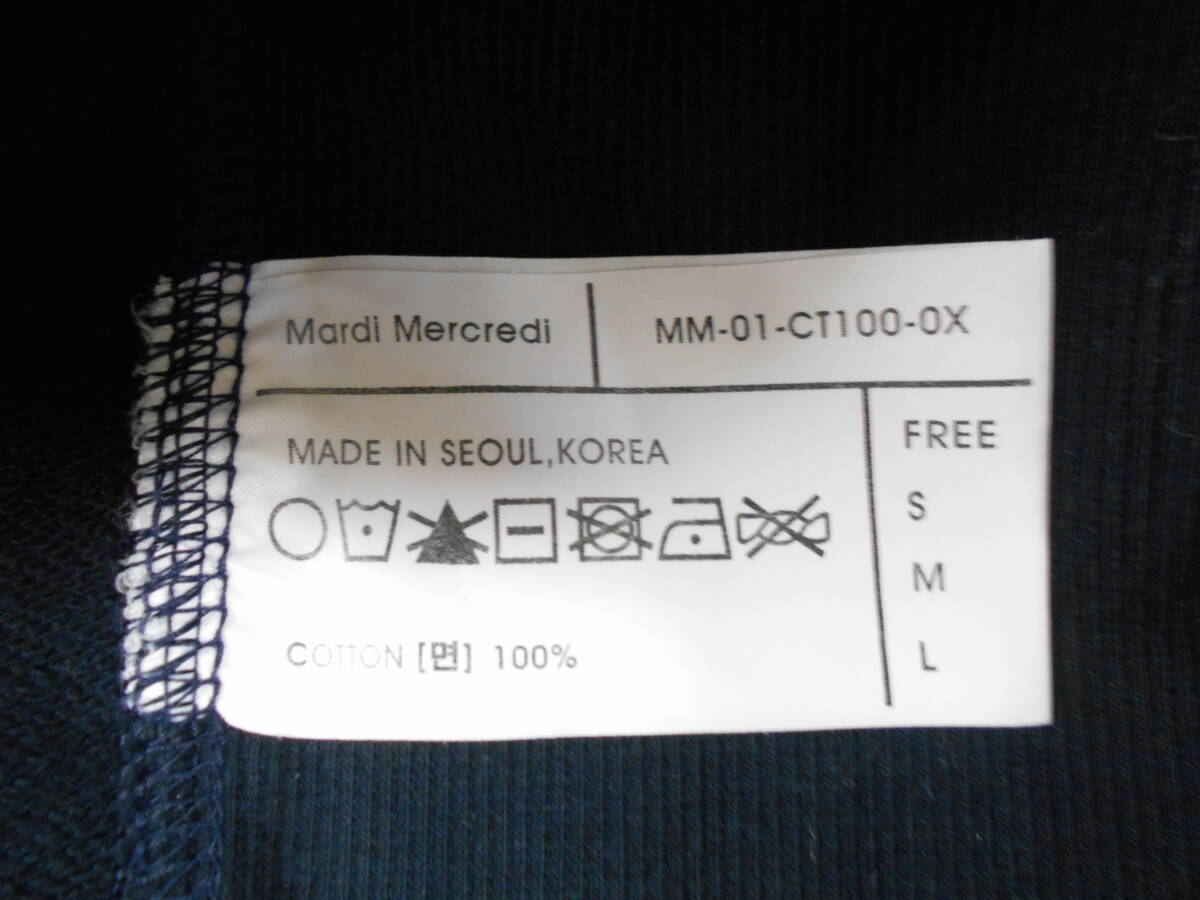 Mardi Mercredi
MM-01-CT100-0X
MADE IN SEOUL,KOREA
COTTON [면] 100%
FREE
S
M
L